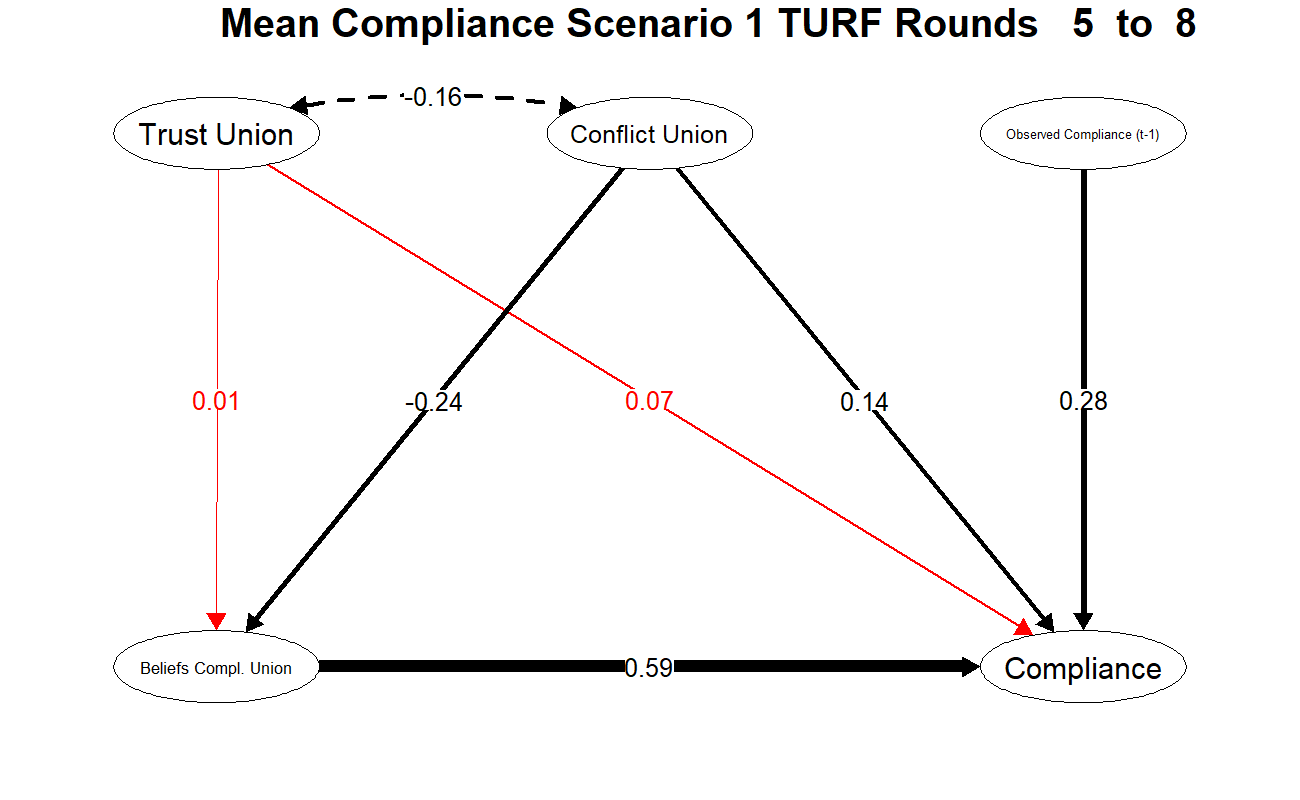 Mean Compliance Scenario 1 TURF Rounds 5 to 8
-0.16
Trust Union
Conflict Union
Observed Compliance (t-1)
0.01
-0.24
0.07
0.14
0.28
Beliefs Compl. Union
0.59
Compliance